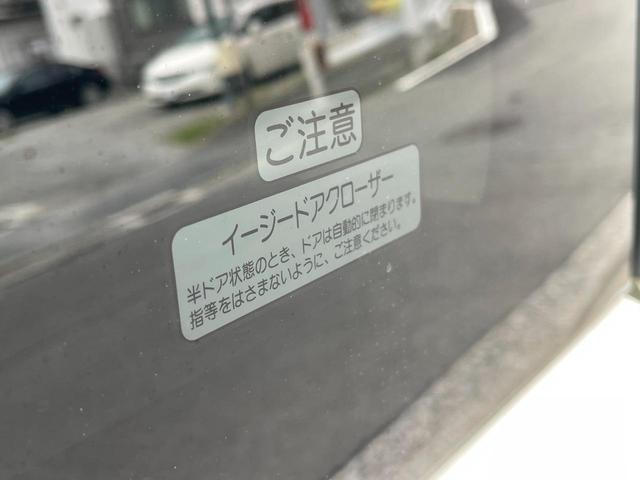 ご注意
イージードアクローザー
半ドア状態のとき、ドアは自動的に閉まります。
指等をはさまないように、ご注意ください。